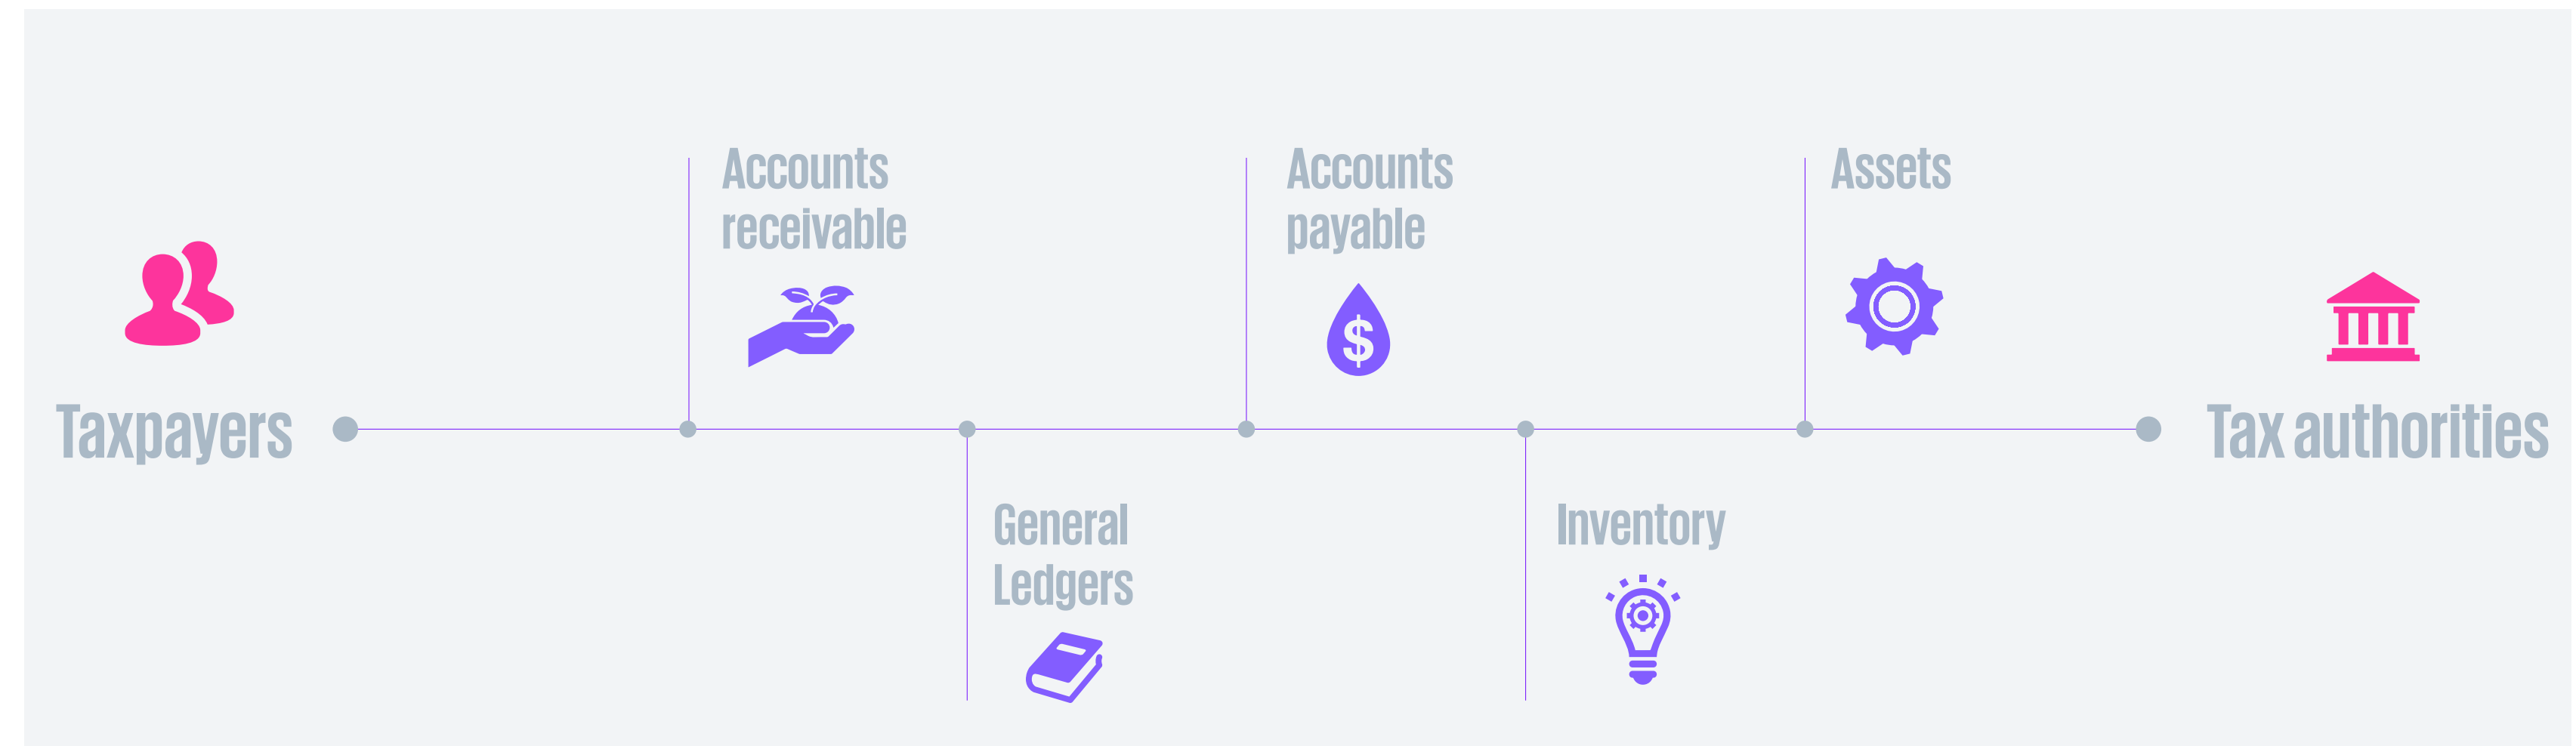 Taxpayers
Accounts
receivable
General
Ledgers
Accounts
payable
$
Inventory
Assets
Tax authorities